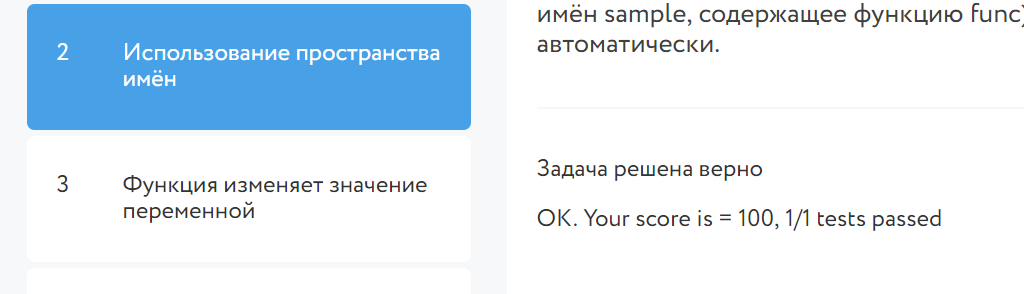 2 Использование пространства
имён
3 Функция изменяет значение
переменной
имён sample, содержащее функцию func)
автоматически.
Задача решена верно
OK. Your score is = 100, 1/1 tests passed